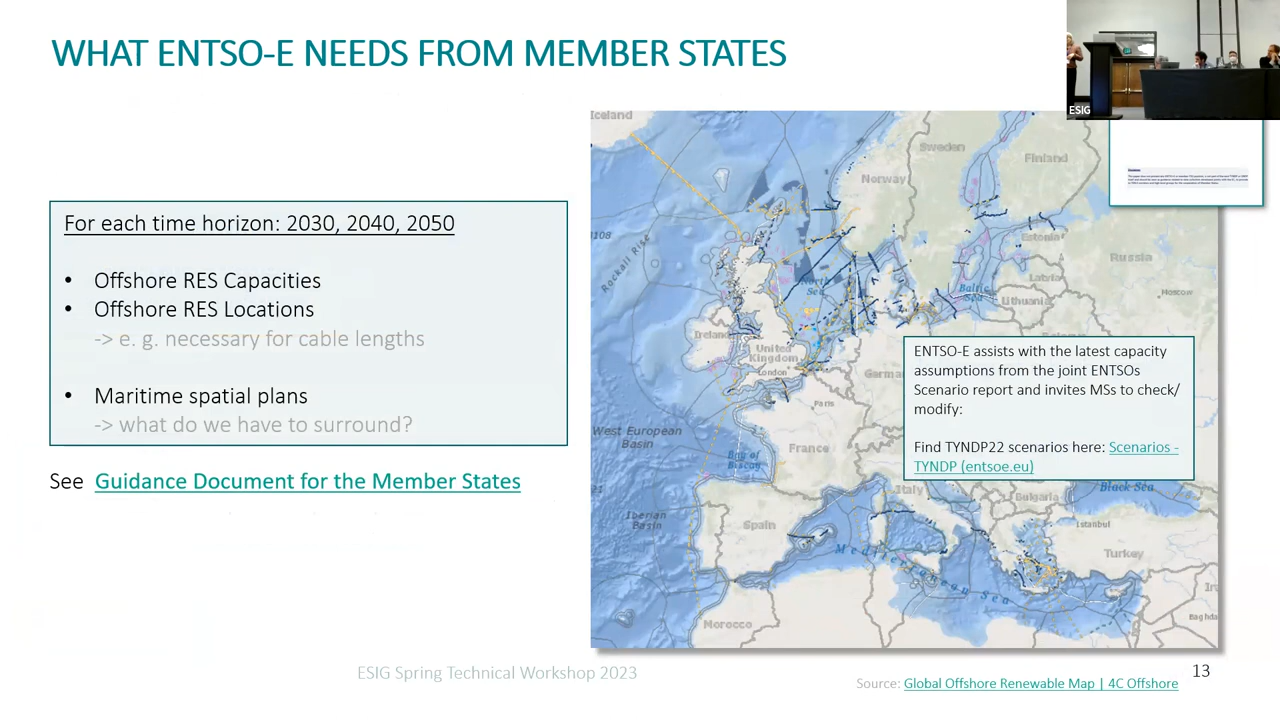 WHAT ENTSO-E NEEDS FROM MEMBER STATES
ESIG
For each time horizon: 2030, 2040, 2050
• Offshore RES Capacities
• Offshore RES Locations
-> e. g. necessary for cable lengths
• Maritime spatial plans
-> what do we have to surround?
See Guidance Document for the Member States
Iceland
Sweden
Finland
Norway
Rockall Rise
Estonia
Russia
Moscow
North Sea
Baltic Sea
Latvia
Lithuania
Ireland
United Kingdom
London
Paris
West European Basin
France
Bay of Biscay
Italy
Bulgaria
Black Sea
Iberian Basin
Spain
Istanbul
Turkey
Mediterranean Sea
Morocco
ENTSO-E assists with the latest capacity
assumptions from the joint ENTSOs
Scenario report and invites MSs to check/
modify:
Find TYNDP22 scenarios here: Scenarios -
TYNDP (entsoe.eu)
ESIG Spring Technical Workshop 2023
13
Source: Global Offshore Renewable Map | 4C Offshore